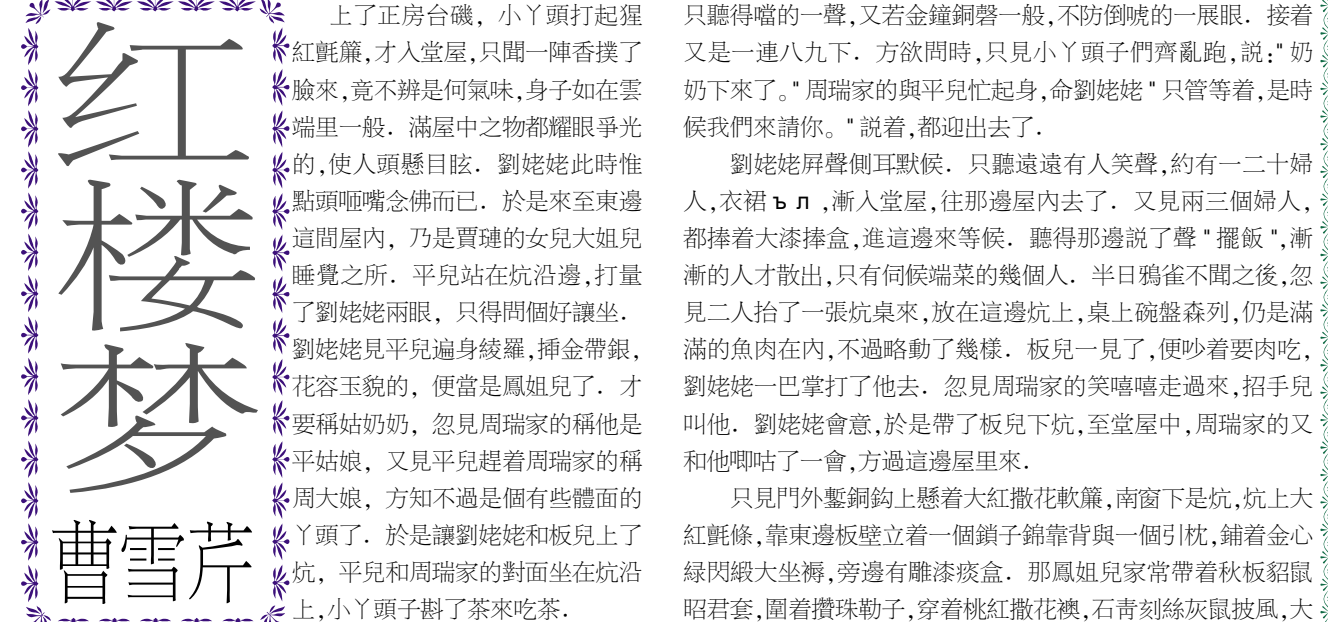 红楼梦
曹雪芹
上了正房台磯，小丫頭打起猩
紅氈簾,才入堂屋,只聞一陣香撲了
臉來,竟不辨是何氣味,身子如在雲
端里一般．滿屋中之物都耀眼爭光
的,使人頭懸目眩．劉姥姥此時惟
點頭咂嘴念佛而已．於是來至東邊
這間屋內，乃是賈璉的女兒大姐兒
睡覺之所．平兒站在炕沿邊,打量
了劉姥姥兩眼，只得問個好讓坐．
劉姥姥見平兒遍身綾羅,插金帶銀,
花容玉貌的，便當是鳳姐兒了．才
要稱姑奶奶，忽見周瑞家的稱他是
平姑娘，又見平兒趕着周瑞家的稱
周大娘，方知不過是個有些體面的
丫頭了．於是讓劉姥姥和板兒上了
炕，平兒和周瑞家的對面坐在炕沿
上,小丫頭子斟了茶來吃茶．
只聽得噹的一聲,又若金鐘銅磬一般,不防倒唬的一展眼．接着
又是一連八九下．方欲問時,只見小丫頭子們齊亂跑,説:"奶
奶下來了。"周瑞家的與平兒忙起身,命劉姥姥"只管等着,是時
候我們來請你。"説着,都迎出去了．
劉姥姥屏聲側耳默候．只聽遠遠有人笑聲,約有一二十婦
人,衣裙ъл,漸入堂屋,往那邊屋內去了．又見兩三個婦人,
都捧着大漆捧盒,進這邊來等候．聽得那邊説了聲"擺飯",漸
漸的人才散出,只有伺候端菜的幾個人．半日鴉雀不聞之後,忽
見二人抬了一張炕桌來,放在這邊炕上,桌上碗盤森列,仍是滿
滿的魚肉在內,不過略動了幾樣．板兒一見了,便吵着要肉吃,
劉姥姥一巴掌打了他去．忽見周瑞家的笑嘻嘻走過來,招手兒
叫他．劉姥姥會意,於是帶了板兒下炕,至堂屋中,周瑞家的又
和他唧咕了一會,方過這邊屋里來．
只見門外鏨銅鈎上懸着大紅撒花軟簾,南窗下是炕,炕上大
紅氈條,靠東邊板壁立着一個鎖子錦靠背與一個引枕,鋪着金心
緑閃緞大坐褥,旁邊有雕漆痰盒．那鳳姐兒家常帶着秋板貂鼠
昭君套,圍着攢珠勒子,穿着桃紅撒花襖,石靑刻絲灰鼠披風,大